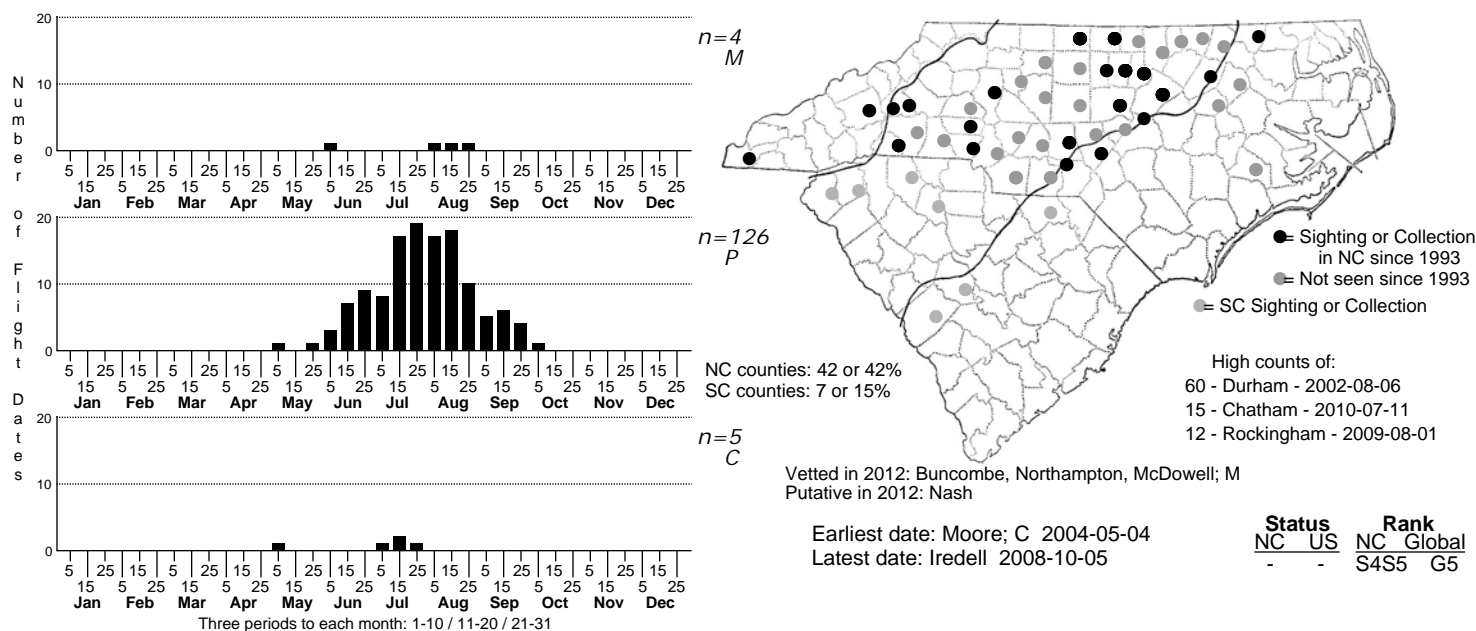 Number of Flight Dates
20
10
0
n=4
M
5 15 25 5 15 25 5 15 25 5 15 25 5 15 25 5 15 25 5 15 25 5 15 25 5 15 25 5 15 25 5 15 25 5 15 25
Jan Feb Mar Apr May Jun Jul Aug Sep Oct Nov Dec
20
10
0
n=126
P
5 15 25 5 15 25 5 15 25 5 15 25 5 15 25 5 15 25 5 15 25 5 15 25 5 15 25 5 15 25 5 15 25 5 15 25
Jan Feb Mar Apr May Jun Jul Aug Sep Oct Nov Dec
20
10
0
n=5
C
5 15 25 5 15 25 5 15 25 5 15 25 5 15 25 5 15 25 5 15 25 5 15 25 5 15 25 5 15 25 5 15 25 5 15 25
Jan Feb Mar Apr May Jun Jul Aug Sep Oct Nov Dec
Three periods to each month: 1-10 / 11-20 / 21-31
= Sighting or Collection
in NC since 1993
= Not seen since 1993
= SC Sighting or Collection
NC counties: 42 or 42%
SC counties: 7 or 15%
High counts of:
60 - Durham - 2002-08-06
15 - Chatham - 2010-07-11
12 - Rockingham - 2009-08-01
Vetted in 2012: Buncombe, Northampton, McDowell; M
Putative in 2012: Nash
Earliest date: Moore; C 2004-05-04
Latest date: Iredell 2008-10-05
Status Rank
NC US NC Global
- - S4S5 G5